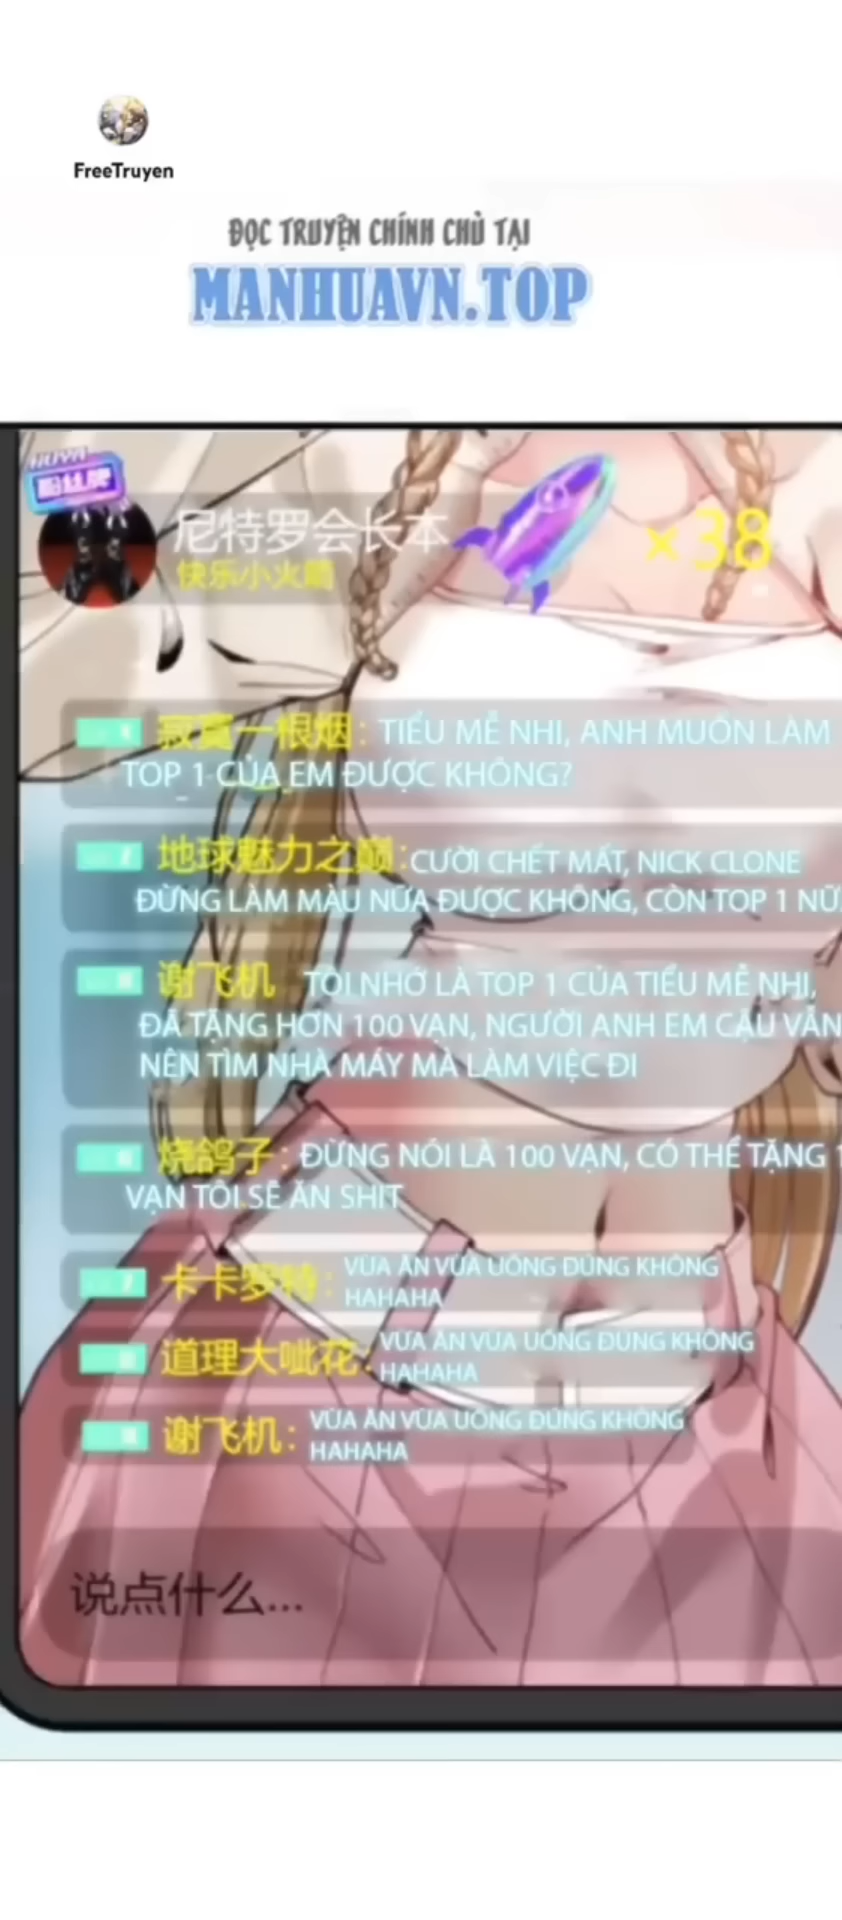 FreeTruyen
ĐỌC TRUYỆN CHÍNH CHỦ TẠI
MANHUAVN.TOP
HUYA
尼特罗会长本
快乐小火箭
×38
寂寞一根烟: TIỂU MỄ NHI, ANH MUỐN LÀM
TOP 1 CỦA EM ĐƯỢC KHÔNG?
地球魅力之巅:CƯỜI CHẾT MẤT, NICK CLONE
ĐỪNG LÀM MÀU NỮA ĐƯỢC KHÔNG, CÒN TOP 1 NỮ
谢飞机 TÔI NHỚ LÀ TOP 1 CỦA TIỂU MỄ NHI,
ĐÃ TẶNG HƠN 100 VẠN, NGƯỜI ANH EM CẬU VẪN
NÊN TÌM NHÀ MÁY MÀ LÀM VIỆC ĐI
烧鸽子: ĐỪNG NÓI LÀ 100 VẠN, CÓ THỂ TẶNG 1
VẠN TÔI SẼ ĂN SHIT
卡卡罗特: VỪA ĂN VỪA UỐNG ĐÚNG KHÔNG
HAHAHA
道理大呲花: VỪA ĂN VỪA UỐNG ĐÚNG KHÔNG
HAHAHA
谢飞机: VỪA ĂN VỪA UỐNG ĐÚNG KHÔNG
HAHAHA
说点什么...